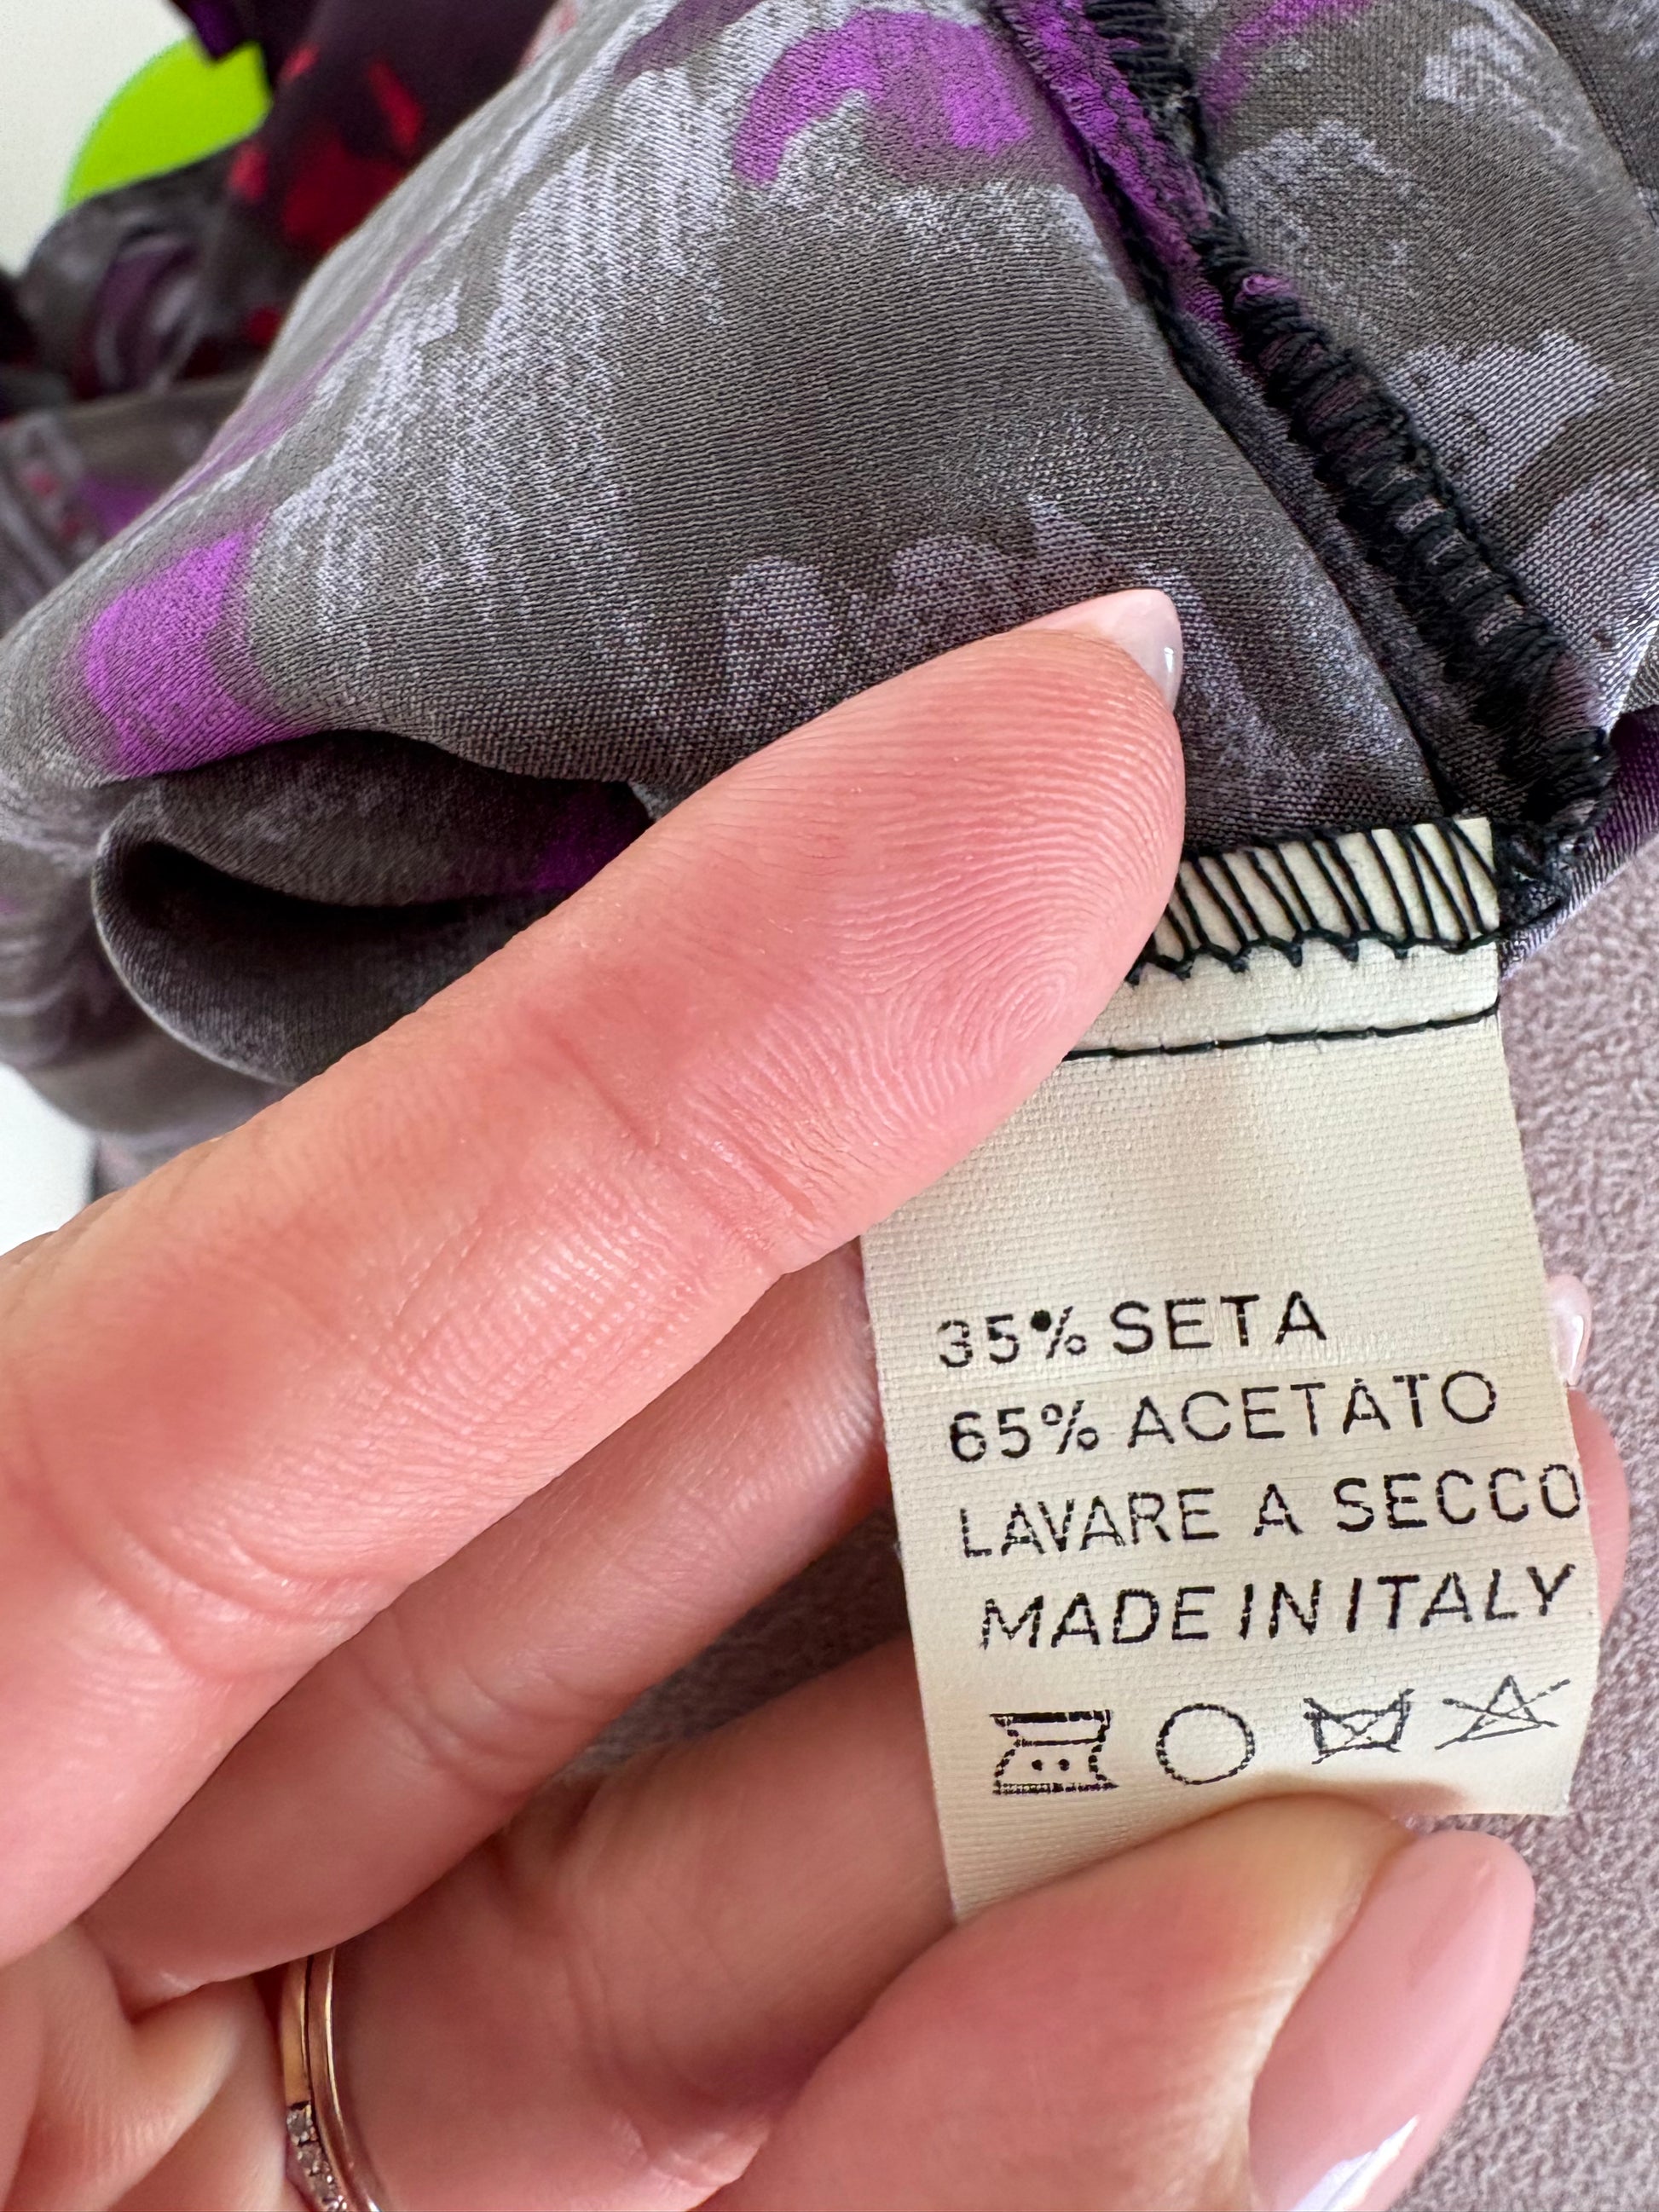 35% SETA
65% ACETATO
LAVARE A SECCO
MADE IN ITALY